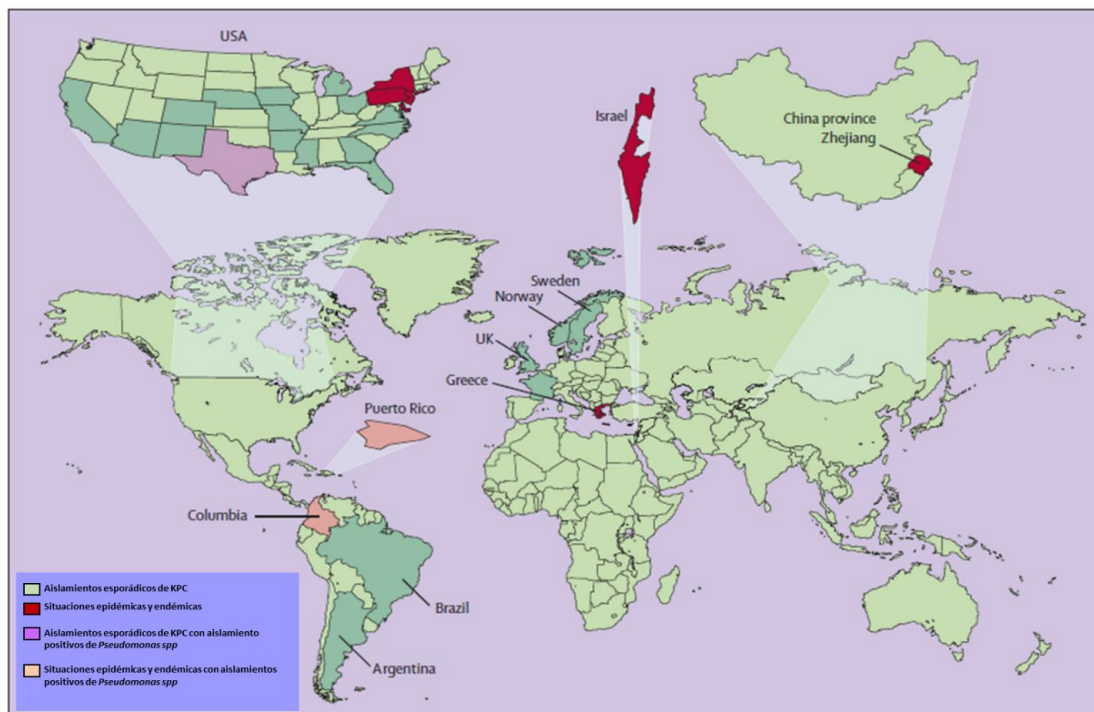 USA
Israel
China province
Zhejiang
Sweden
Norway
UK
Greece
Puerto Rico
Columbia
Brazil
Argentina
Aislamientos esporádicos de KPC
Situaciones epidémicas y endémicas
Aislamientos esporádicos de KPC con aislamiento
positivos de Pseudomonas spp
Situaciones epidémicas y endémicas con aislamientos
positivos de Pseudomonas spp